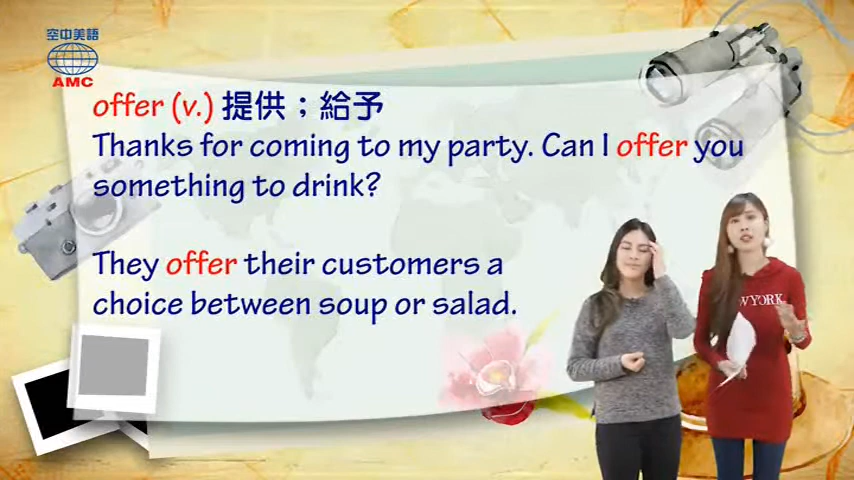 空中美語
AMC
offer (v.) 提供；給予
Thanks for coming to my party. Can I offer you
something to drink?
They offer their customers a
choice between soup or salad.
W YORK